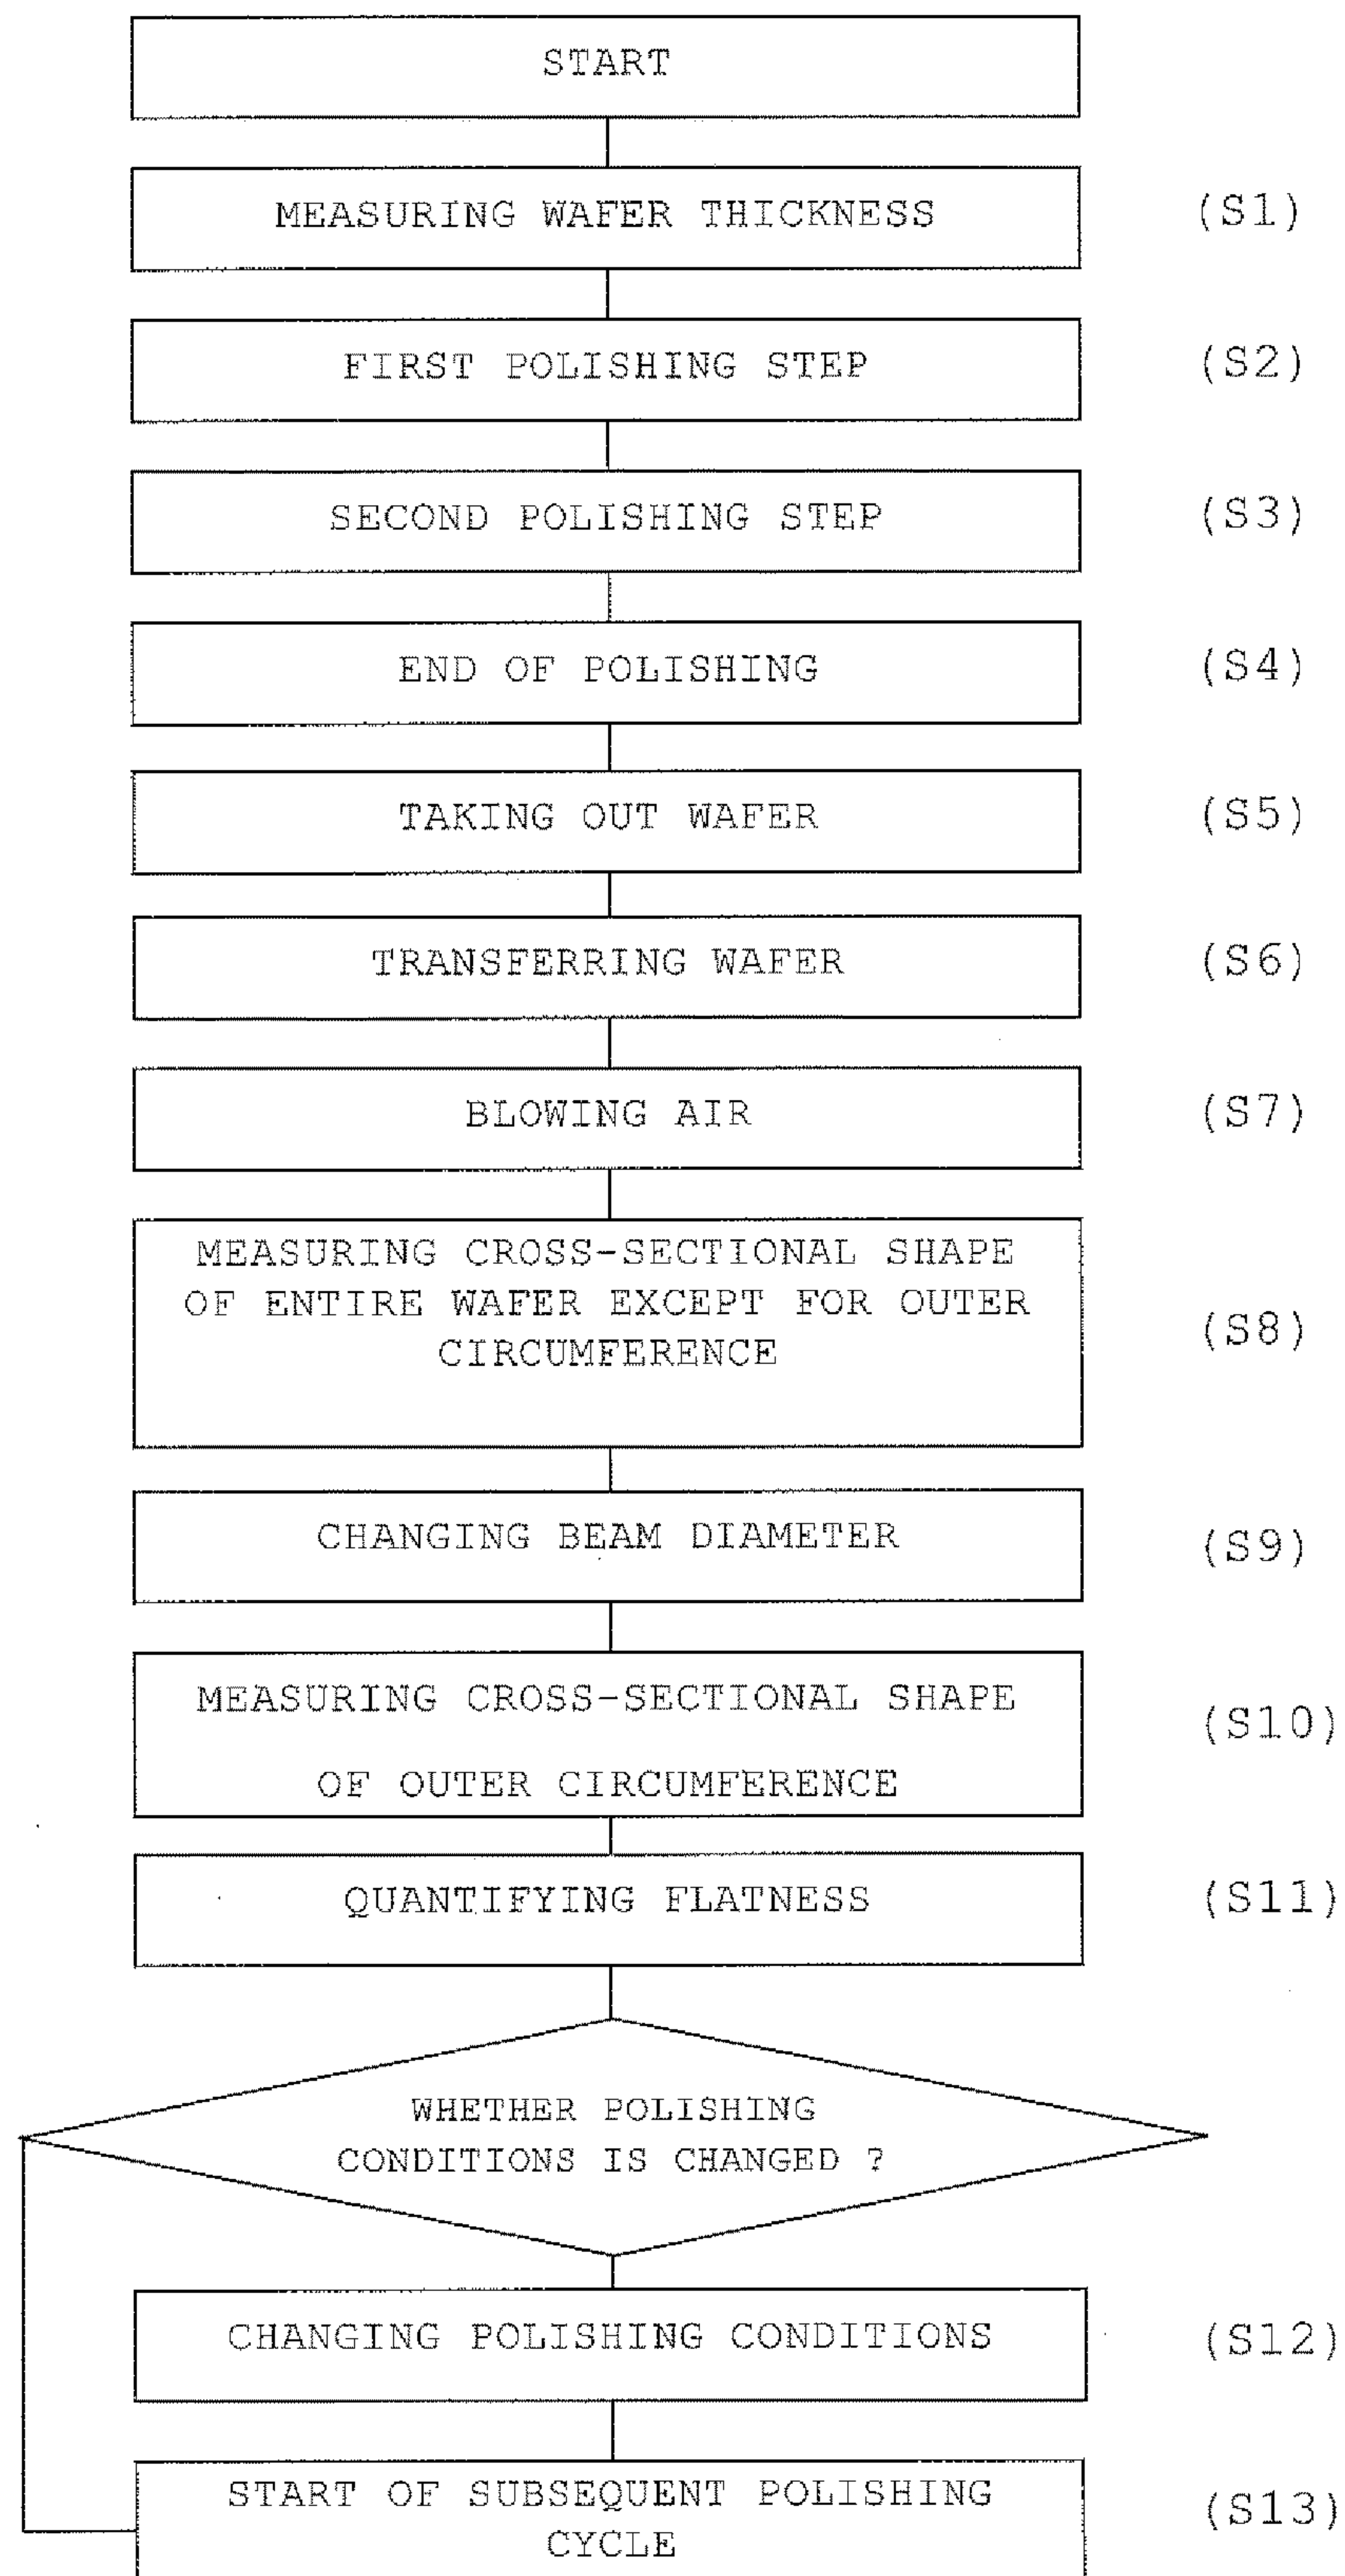 START
MEASURING WAFER THICKNESS (S1)
FIRST POLISHING STEP (S2)
SECOND POLISHING STEP (S3)
END OF POLISHING (S4)
TAKING OUT WAFER (S5)
TRANSFERRING WAFER (S6)
BLOWING AIR (S7)
MEASURING CROSS-SECTIONAL SHAPE
OF ENTIRE WAFER EXCEPT FOR OUTER
CIRCUMFERENCE
(S8)
CHANGING BEAM DIAMETER (S9)
MEASURING CROSS-SECTIONAL SHAPE
OF OUTER CIRCUMFERENCE
(S10)
QUANTIFYING FLATNESS (S11)
WHETHER POLISHING
CONDITIONS IS CHANGED ?
CHANGING POLISHING CONDITIONS (S12)
START OF SUBSEQUENT POLISHING
CYCLE
(S13)